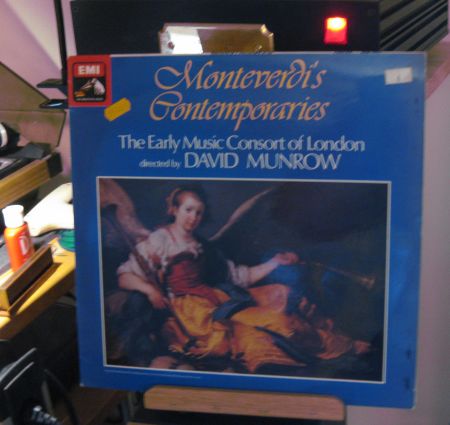 EMI
Monteverdi's
Contemporaries
The Early Music Consort of London
directed by DAVID MUNROW